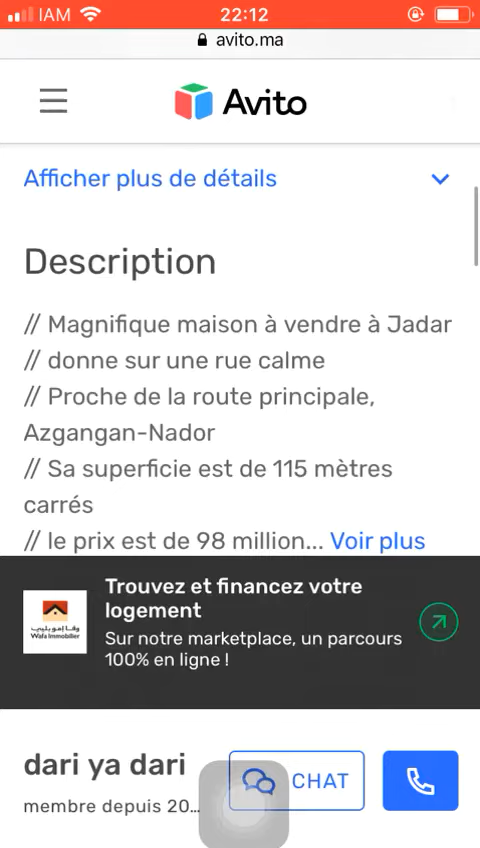 IAM 22:12
avito.ma
Avito
Afficher plus de détails
Description
// Magnifique maison à vendre à Jadar
// donne sur une rue calme
// Proche de la route principale,
Azgangan-Nador
// Sa superficie est de 115 mètres
carrés
// le prix est de 98 million... Voir plus
Trouvez et financez votre
logement
Sur notre marketplace, un parcours
100% en ligne !
وفا إموبيليي
Wafa Immobilier
dari ya dari
CHAT
membre depuis 20...